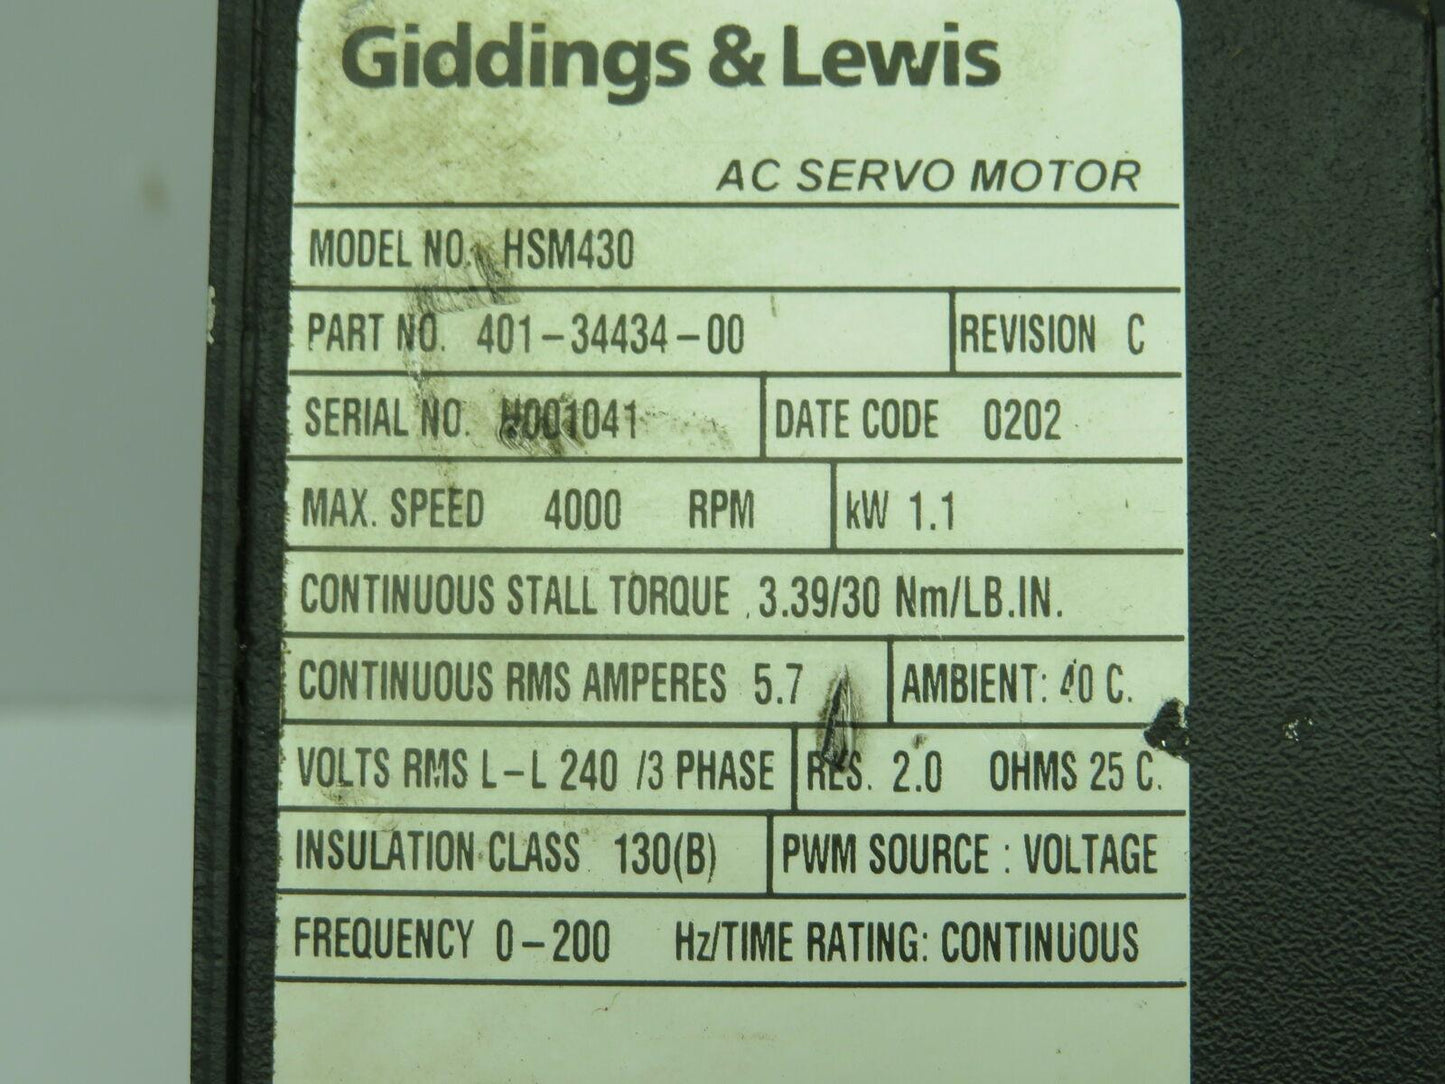 Giddings & Lewis
AC SERVO MOTOR
MODEL NO. HSM430
PART NO. 401-34434-00 REVISION C
SERIAL NO. H001041 DATE CODE 0202
MAX. SPEED 4000 RPM kW 1.1
CONTINUOUS STALL TORQUE 3.39/30 Nm/LB.IN.
CONTINUOUS RMS AMPERES 5.7 AMBIENT: 40 C.
VOLTS RMS L-L 240 /3 PHASE RES. 2.0 OHMS 25 C.
INSULATION CLASS 130(B) PWM SOURCE : VOLTAGE
FREQUENCY 0-200 Hz/TIME RATING: CONTINUOUS